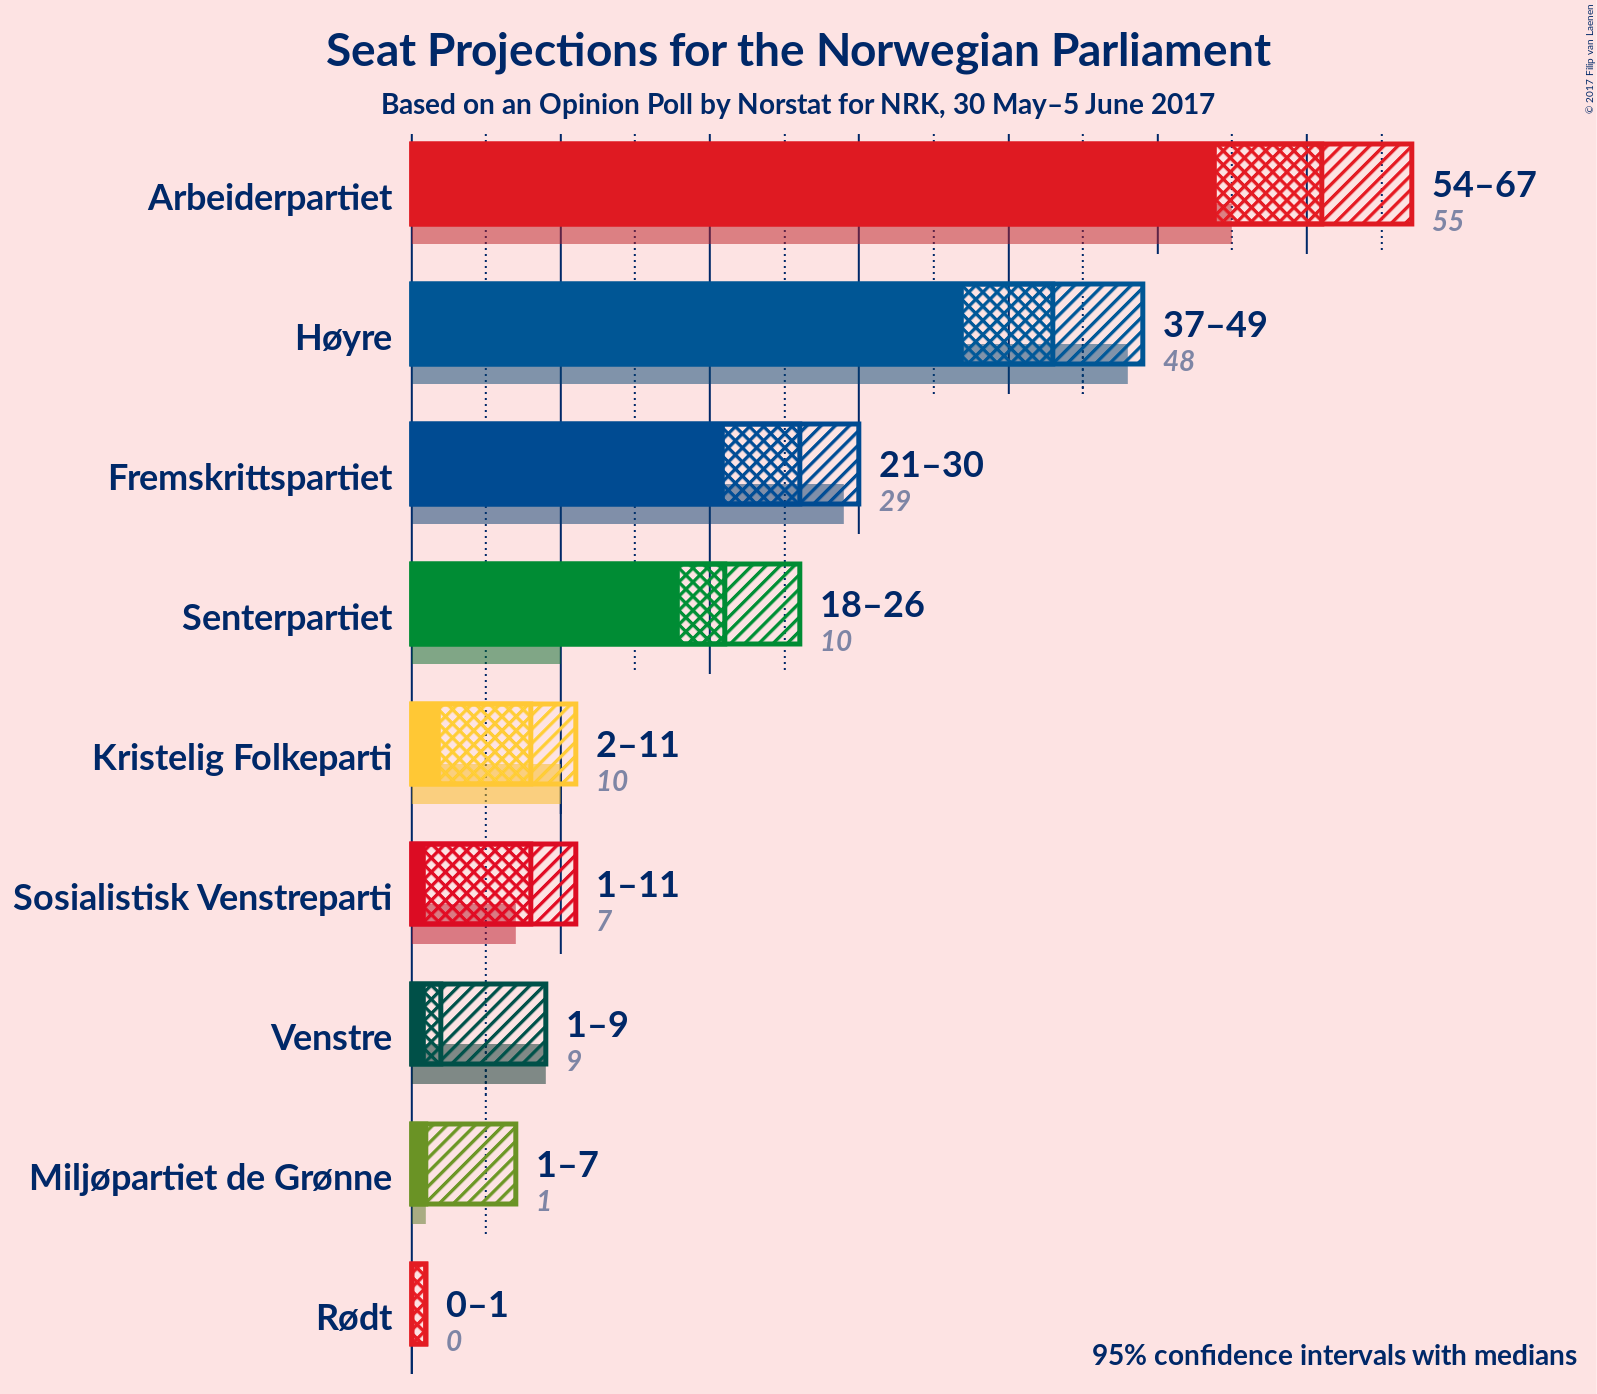 Seat Projections for the Norwegian Parliament
Based on an Opinion Poll by Norstat for NRK, 30 May–5 June 2017
© 2017 Filip van Laenen
Arbeiderpartiet
54–67
55
Høyre
37–49
48
Fremskrittspartiet
21–30
29
Senterpartiet
18–26
10
Kristelig Folkeparti
2–11
10
Sosialistisk Venstreparti
1–11
7
Venstre
1–9
9
Miljøpartiet de Grønne
1–7
1
Rødt
0–1
0
95% confidence intervals with medians